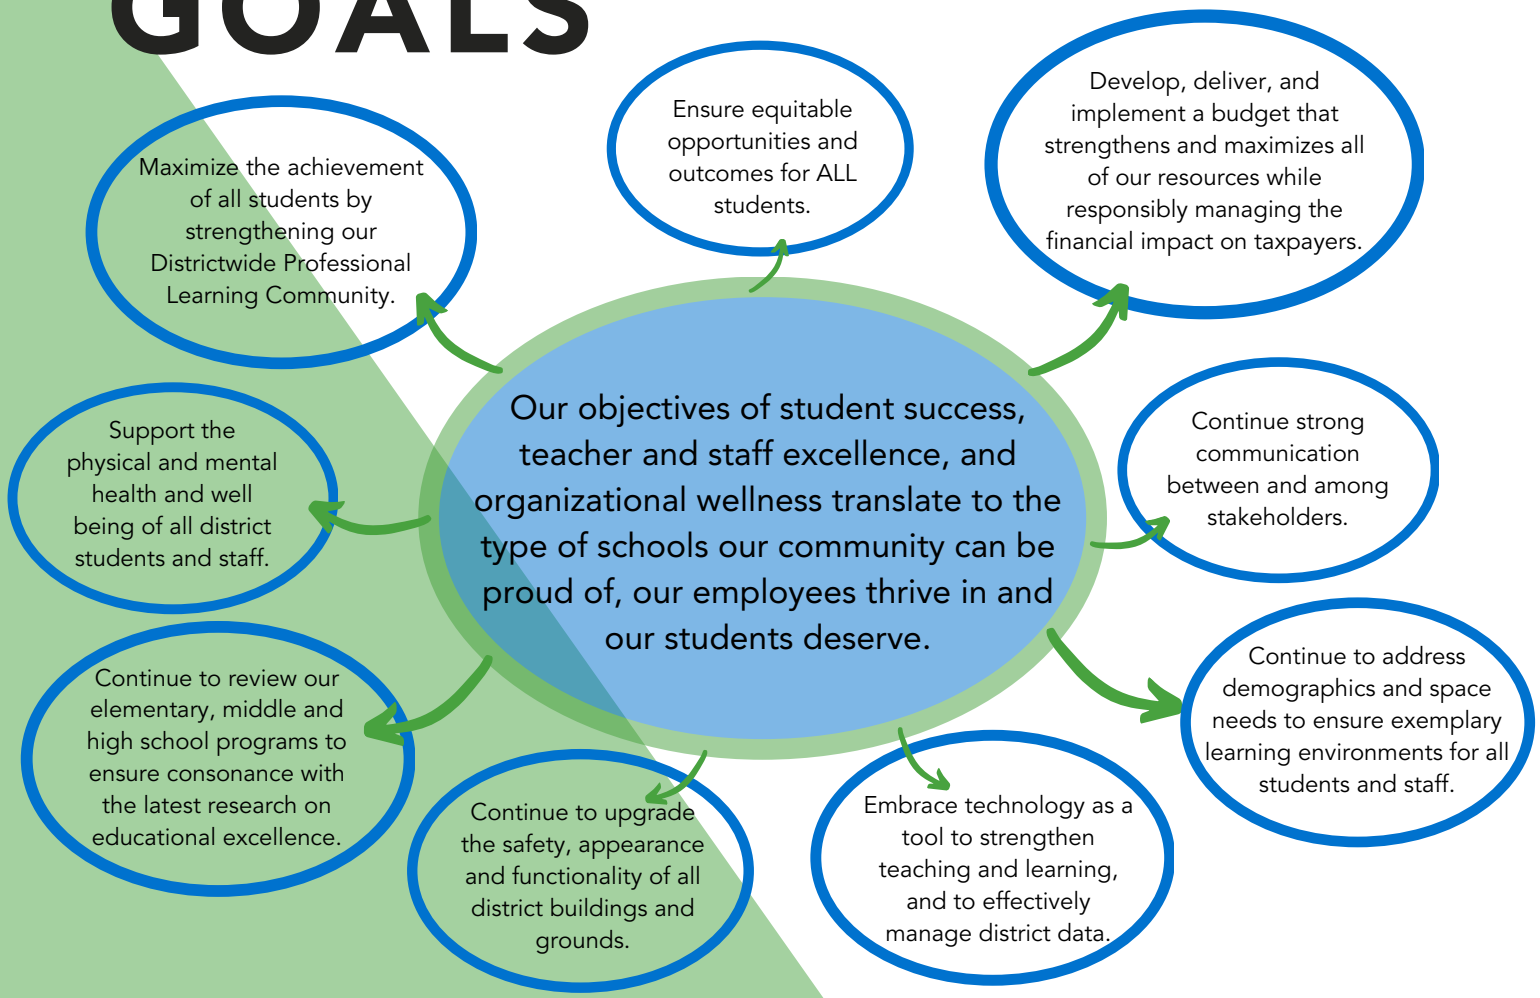 GOALS
Maximize the achievement
of all students by
strengthening our
Districtwide Professional
Learning Community.
Ensure equitable
opportunities and
outcomes for ALL
students.
Develop, deliver, and
implement a budget that
strengthens and maximizes all
of our resources while
responsibly managing the
financial impact on taxpayers.
Support the
physical and mental
health and well
being of all district
students and staff.
Our objectives of student success,
teacher and staff excellence, and
organizational wellness translate to the
type of schools our community can be
proud of, our employees thrive in and
our students deserve.
Continue strong
communication
between and among
stakeholders.
Continue to review our
elementary, middle and
high school programs to
ensure consonance with
the latest research on
educational excellence.
Continue to upgrade
the safety, appearance
and functionality of all
district buildings and
grounds.
Embrace technology as a
tool to strengthen
teaching and learning,
and to effectively
manage district data.
Continue to address
demographics and space
needs to ensure exemplary
learning environments for all
students and staff.